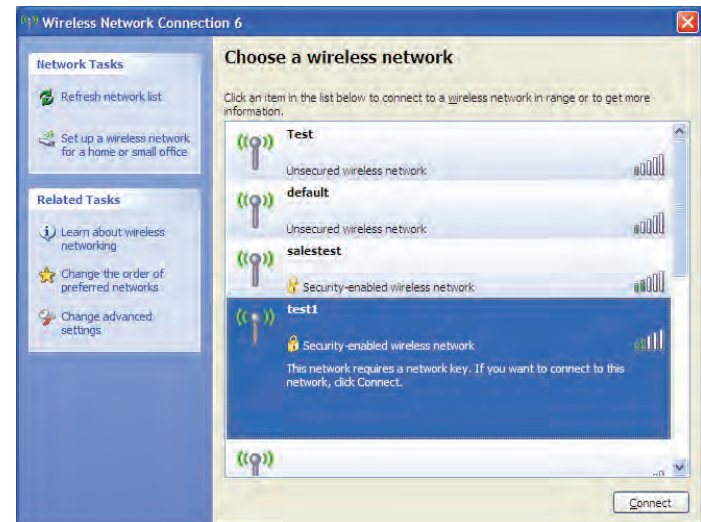 Wireless Network Connection 6
Network Tasks
Refresh network list
Set up a wireless network
for a home or small office
Related Tasks
Learn about wireless
networking
Change the order of
preferred networks
Change advanced
settings
Choose a wireless network
Click an item in the list below to connect to a wireless network in range or to get more
information.
Test
Unsecured wireless network
default
Unsecured wireless network
salestest
Security-enabled wireless network
test1
Security-enabled wireless network
This network requires a network key. If you want to connect to this
network, click Connect.
Connect